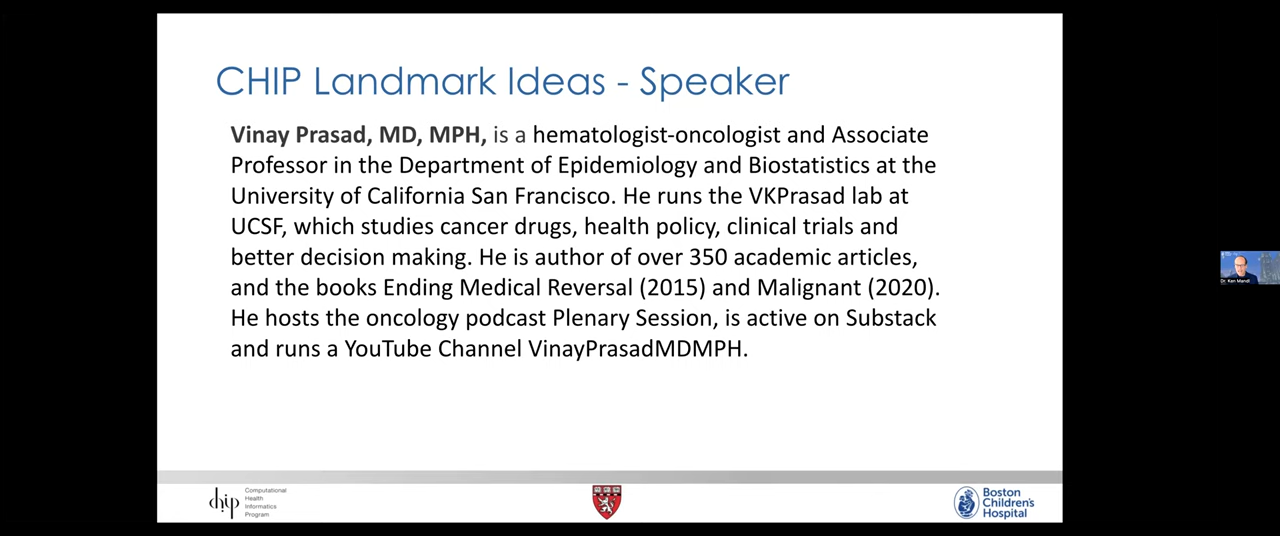 CHIP Landmark Ideas - Speaker
Vinay Prasad, MD, MPH, is a hematologist-oncologist and Associate
Professor in the Department of Epidemiology and Biostatistics at the
University of California San Francisco. He runs the VKPrasad lab at
UCSF, which studies cancer drugs, health policy, clinical trials and
better decision making. He is author of over 350 academic articles,
and the books Ending Medical Reversal (2015) and Malignant (2020).
He hosts the oncology podcast Plenary Session, is active on Substack
and runs a YouTube Channel VinayPrasadMDMPH.
Dr. Ken Mandl
chip
Computational
Health
Informatics
Program
Boston
Children's
Hospital